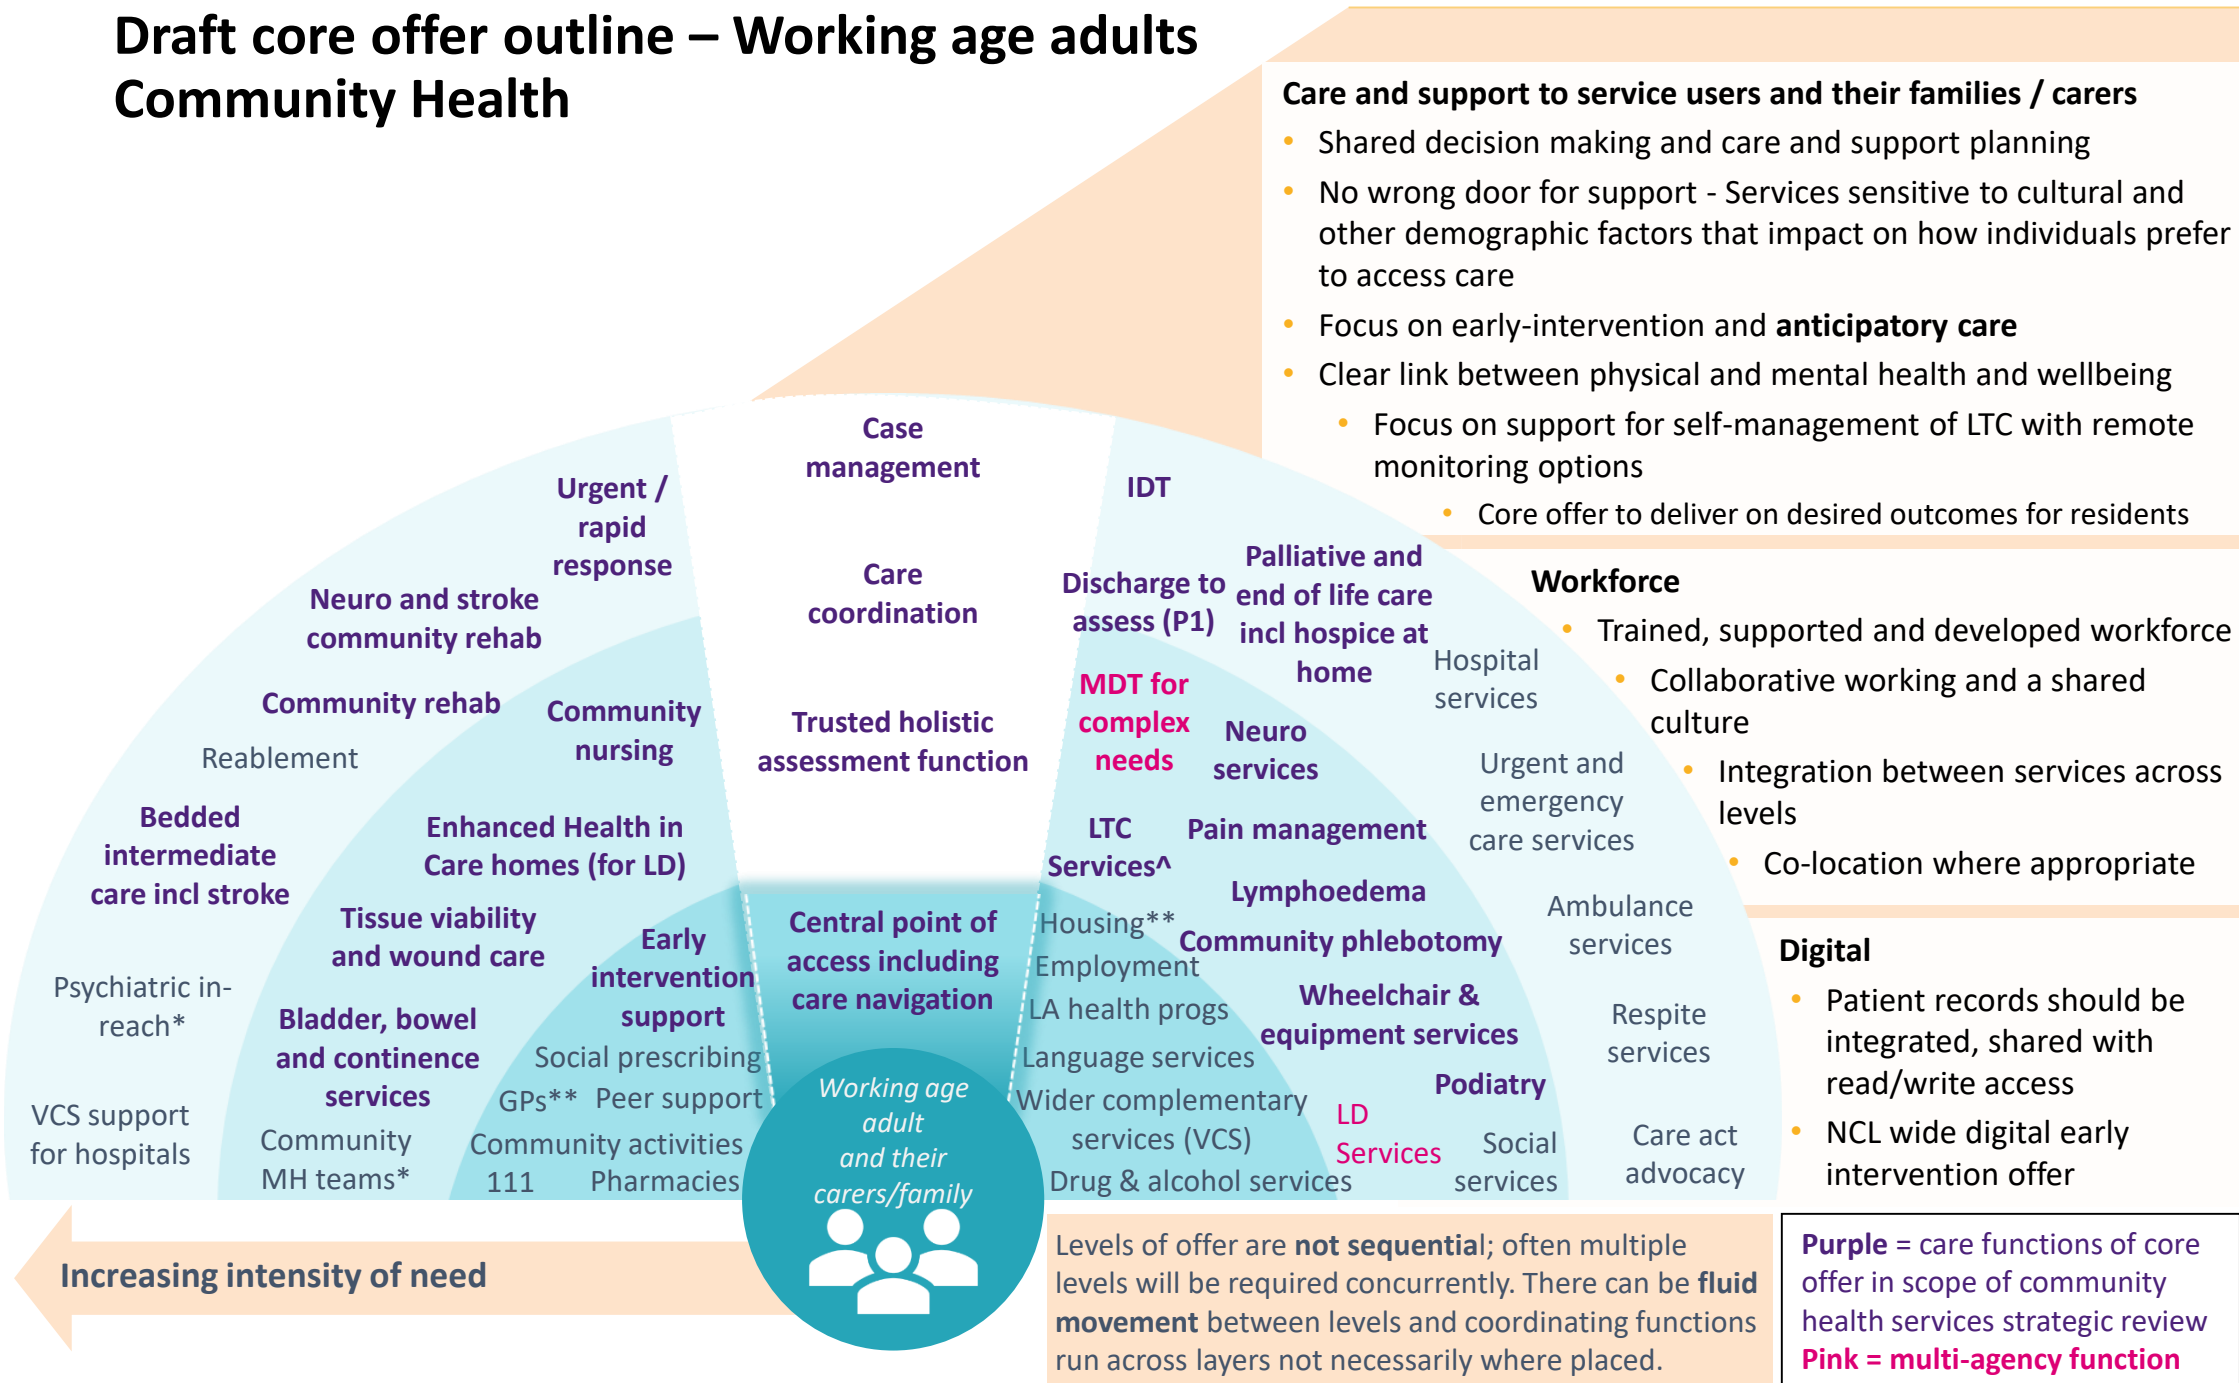 Draft core offer outline – Working age adults
Community Health
Care and support to service users and their families / carers
• Shared decision making and care and support planning
• No wrong door for support - Services sensitive to cultural and
other demographic factors that impact on how individuals prefer
to access care
• Focus on early-intervention and anticipatory care
• Clear link between physical and mental health and wellbeing
• Focus on support for self-management of LTC with remote
monitoring options
• Core offer to deliver on desired outcomes for residents
Workforce
• Trained, supported and developed workforce
• Collaborative working and a shared
culture
• Integration between services across
levels
• Co-location where appropriate
Digital
• Patient records should be
integrated, shared with
read/write access
• NCL wide digital early
intervention offer
Urgent /
rapid
response
Neuro and stroke
community rehab
Community rehab
Reablement
Bedded
intermediate
care incl stroke
Psychiatric in-
reach*
VCS support
for hospitals
Community
nursing
Enhanced Health in
Care homes (for LD)
Tissue viability
and wound care
Bladder, bowel
and continence
services
Community
MH teams*
Early
intervention
support
Social prescribing
GPs** Peer support
Community activities
111 Pharmacies
Case
management
Care
coordination
Trusted holistic
assessment function
Central point of
access including
care navigation
Working age
adult
and their
carers/family
IDT
Discharge to
assess (P1)
Palliative and
end of life care
incl hospice at
home
Hospital
services
Urgent and
emergency
care services
Ambulance
services
Respite
services
Care act
advocacy
MDT for
complex
needs
Neuro
services
LTC
Services^
Pain management
Lymphoedema
Community phlebotomy
Wheelchair &
equipment services
Podiatry
LD
Services
Social
services
Housing**
Employment
LA health progs
Language services
Wider complementary
services (VCS)
Drug & alcohol services
Increasing intensity of need
Levels of offer are not sequential; often multiple
levels will be required concurrently. There can be fluid
movement between levels and coordinating functions
run across layers not necessarily where placed.
Purple = care functions of core
offer in scope of community
health services strategic review
Pink = multi-agency function